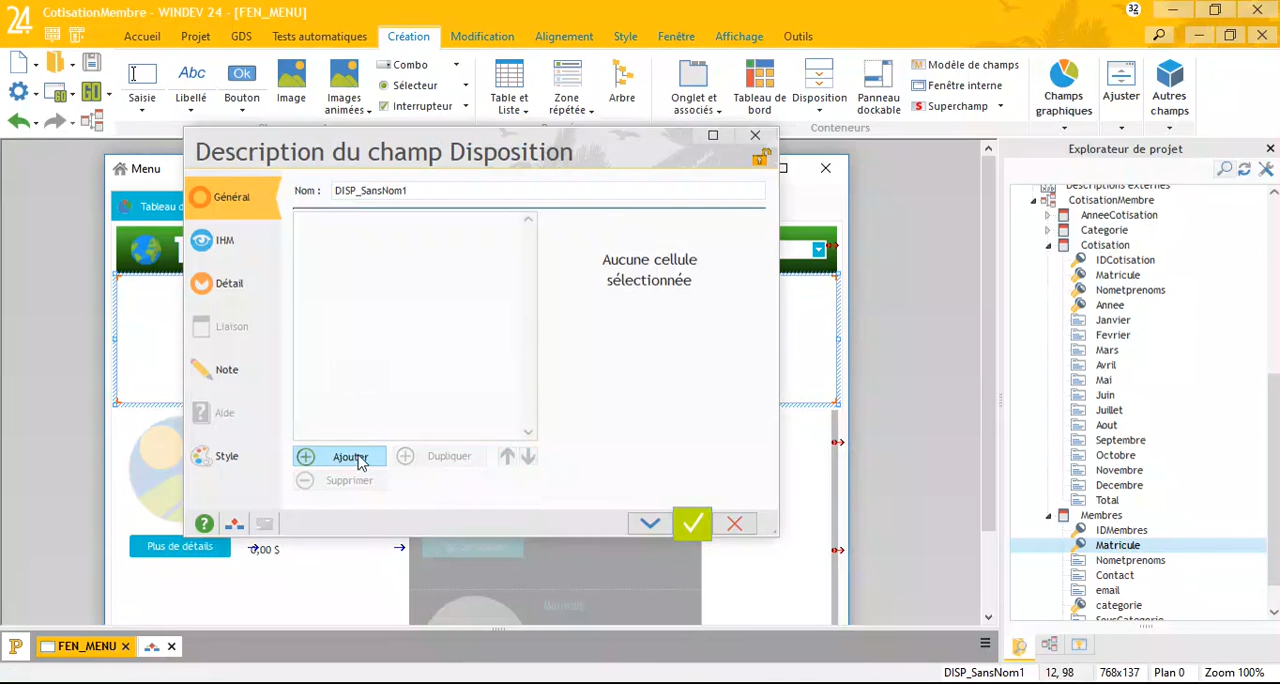 24 CotisationMembre - WINDEV 24 - [FEN_MENU] 32
Accueil Projet GDS Tests automatiques Création Modification Alignement Style Fenêtre Affichage Outils
Saisie
Abc Libellé
Ok Bouton
Image
Images animées
Combo
Sélecteur
Interrupteur
Table et Liste
Zone répétée
Arbre
Onglet et associés
Tableau de bord
Disposition
Panneau dockable
Modèle de champs
Fenêtre interne
Superchamp
Champs graphiques
Ajuster
Autres champs
GO
Conteneurs
Menu
Tableau d
Description du champ Disposition
Général
IHM
Détail
Liaison
Note
Aide
Style
Nom : DISP_SansNom1
Aucune cellule
sélectionnée
Ajouter Dupliquer
Supprimer
Plus de détails
0,00 $
Explorateur de projet
Descriptions externes
CotisationMembre
AnneeCotisation
Categorie
Cotisation
IDCotisation
Matricule
Nometprenoms
Annee
Janvier
Fevrier
Mars
Avril
Mai
Juin
Juillet
Aout
Septembre
Octobre
Novembre
Decembre
Total
Membres
IDMembres
Matricule
Nometprenoms
Contact
email
categorie
SousCategorie
FEN_MENU
DISP_SansNom1 12, 98 768x137 Plan 0 Zoom 100%